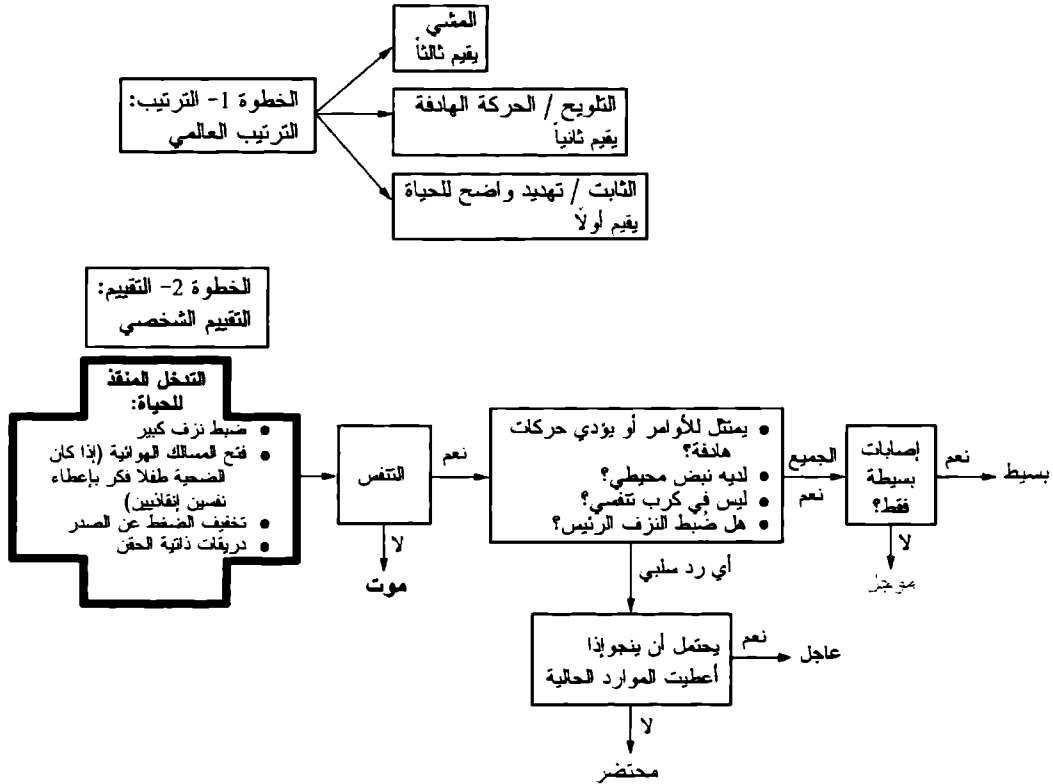 المشي
يقيم ثالثاً
الخطوة 1- الترتيب:
الترتيب العالمي
التلويح / الحركة الهادفة
يقيم ثانياً
الثابت / تهديد واضح للحياة
يقيم أولاً
الخطوة 2- التقييم:
التقييم الشخصي
التدخل المنقذ
للحياة:
• ضبط نزف كبير
• فتح المسالك الهوائية (إذا كان
الضحية طفلا فكر بإعطاء
نفسين إنقاذيين)
• تخفيف الضغط عن الصدر
• دريقات ذاتية الحقن
التنفس
نعم
لا
موت
• يمتثل للأوامر أو يؤدي حركات
هادفة؟
• لديه نبض محيطي؟
• ليس في كرب تنفسي؟
• هل ضُبط النزف الرئيس؟
الجميع
نعم
إصابات
بسيطة
فقط؟
نعم
بسيط
لا
مؤجل
أي رد سلبي
يحتمل أن ينجو إذا
أعطيت الموارد الحالية
نعم
عاجل
لا
محتضر